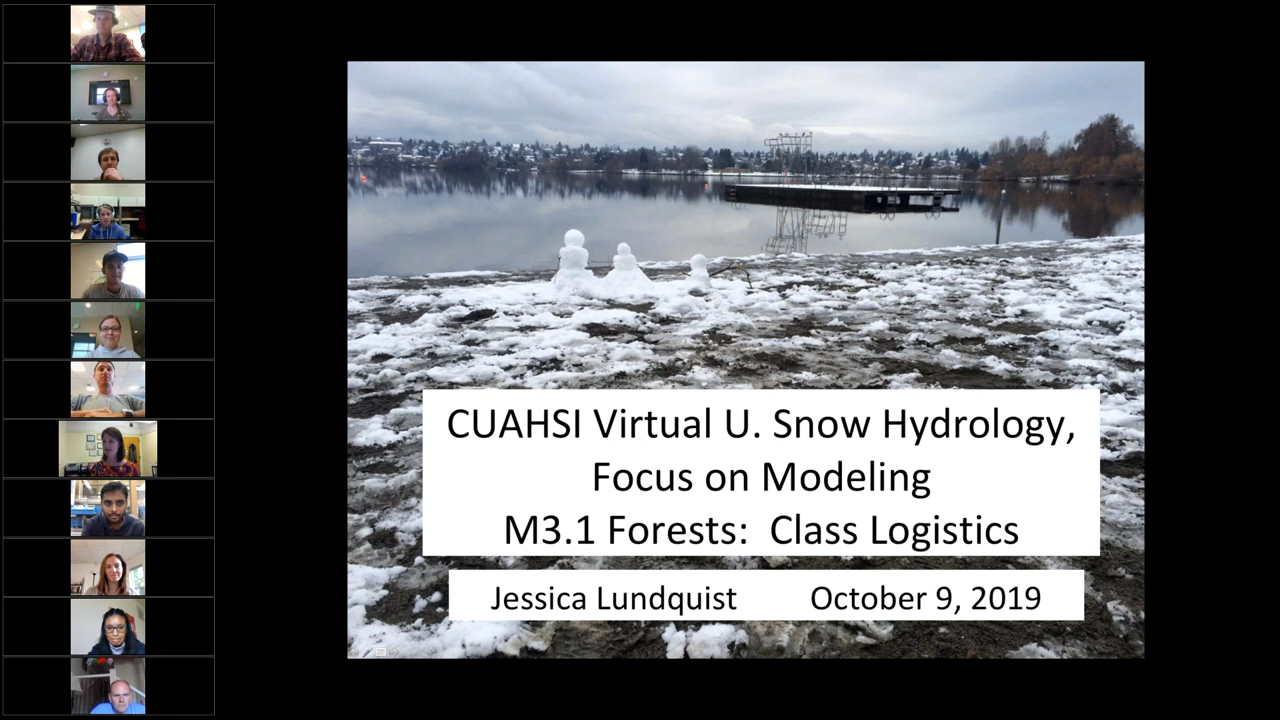 CUAHSI Virtual U. Snow Hydrology,
Focus on Modeling
M3.1 Forests: Class Logistics
Jessica Lundquist October 9, 2019